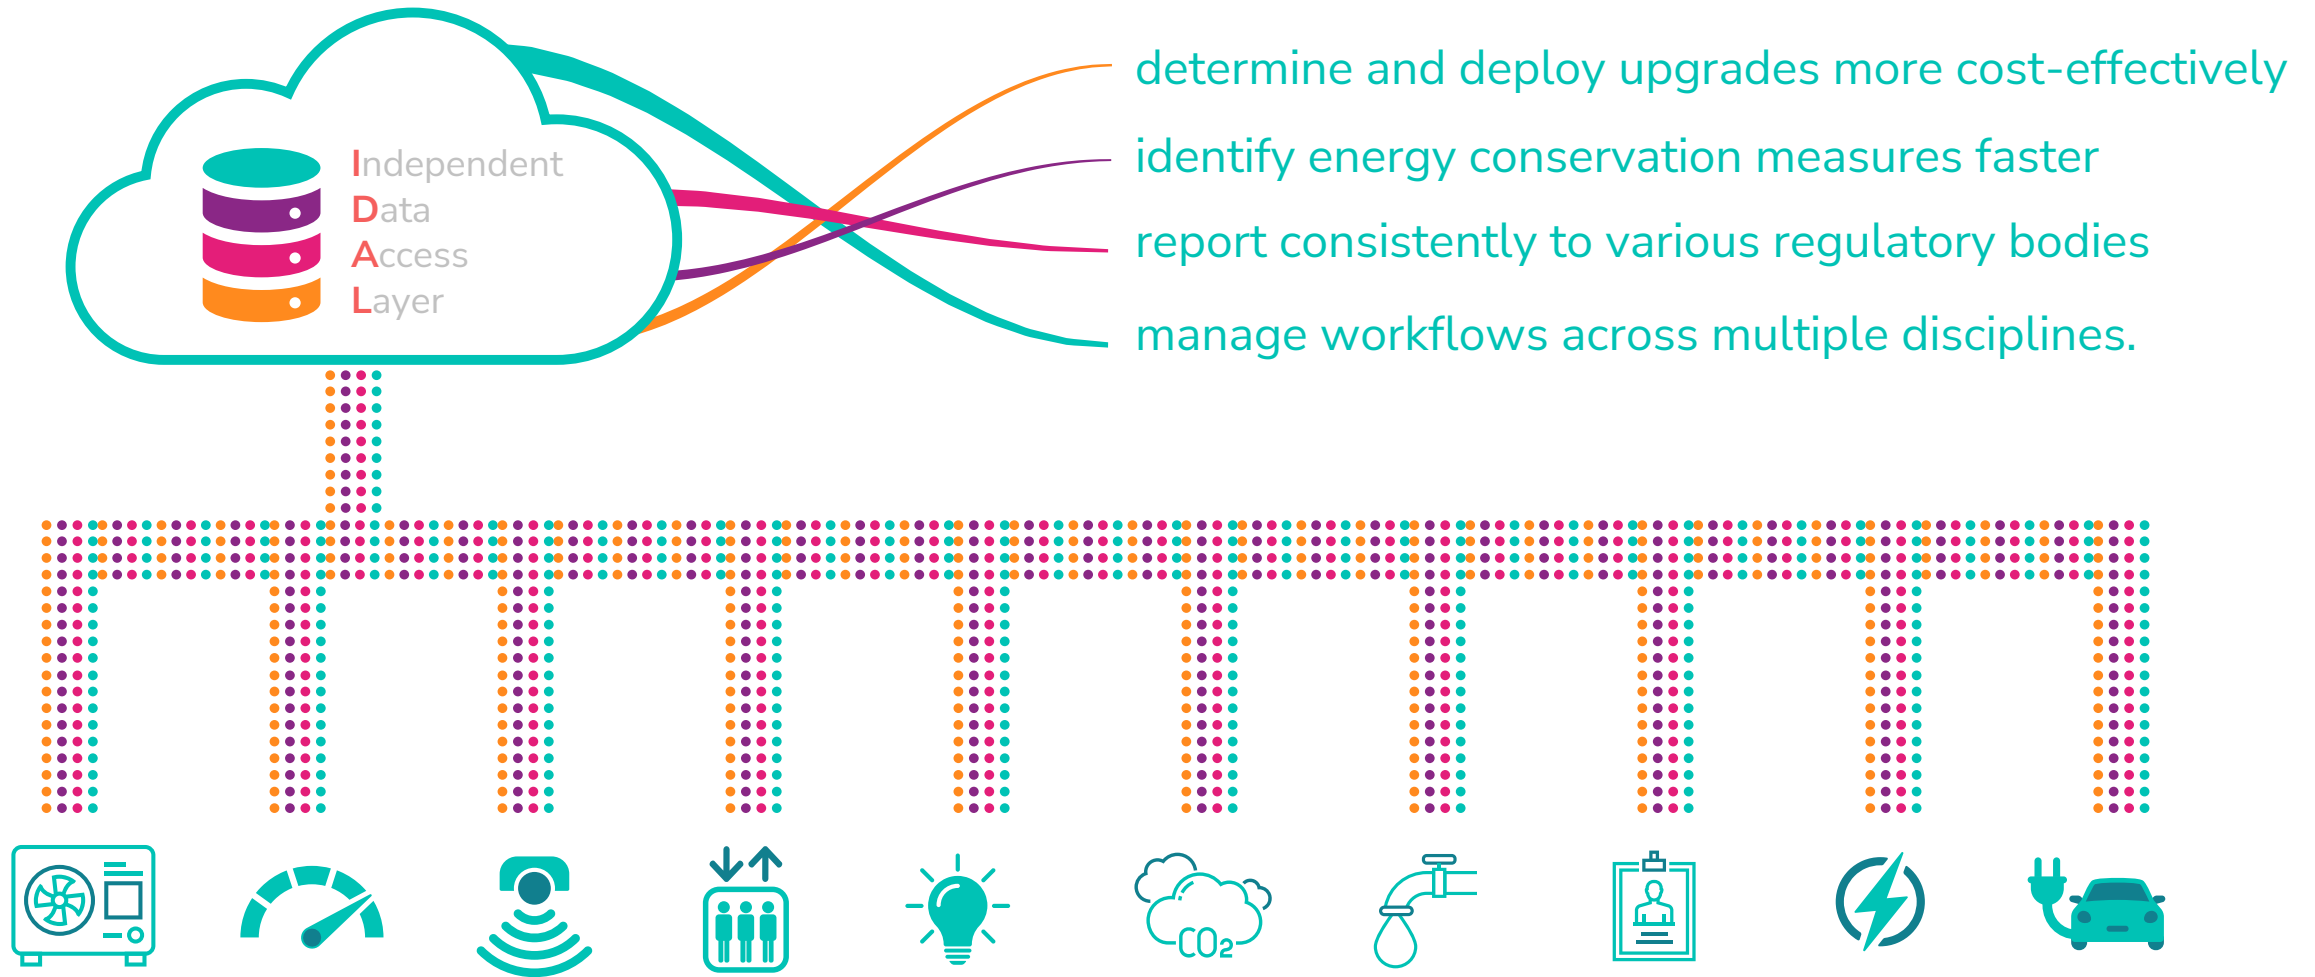 Independent
Data
Access
Layer
determine and deploy upgrades more cost-effectively
identify energy conservation measures faster
report consistently to various regulatory bodies
manage workflows across multiple disciplines.
CO2